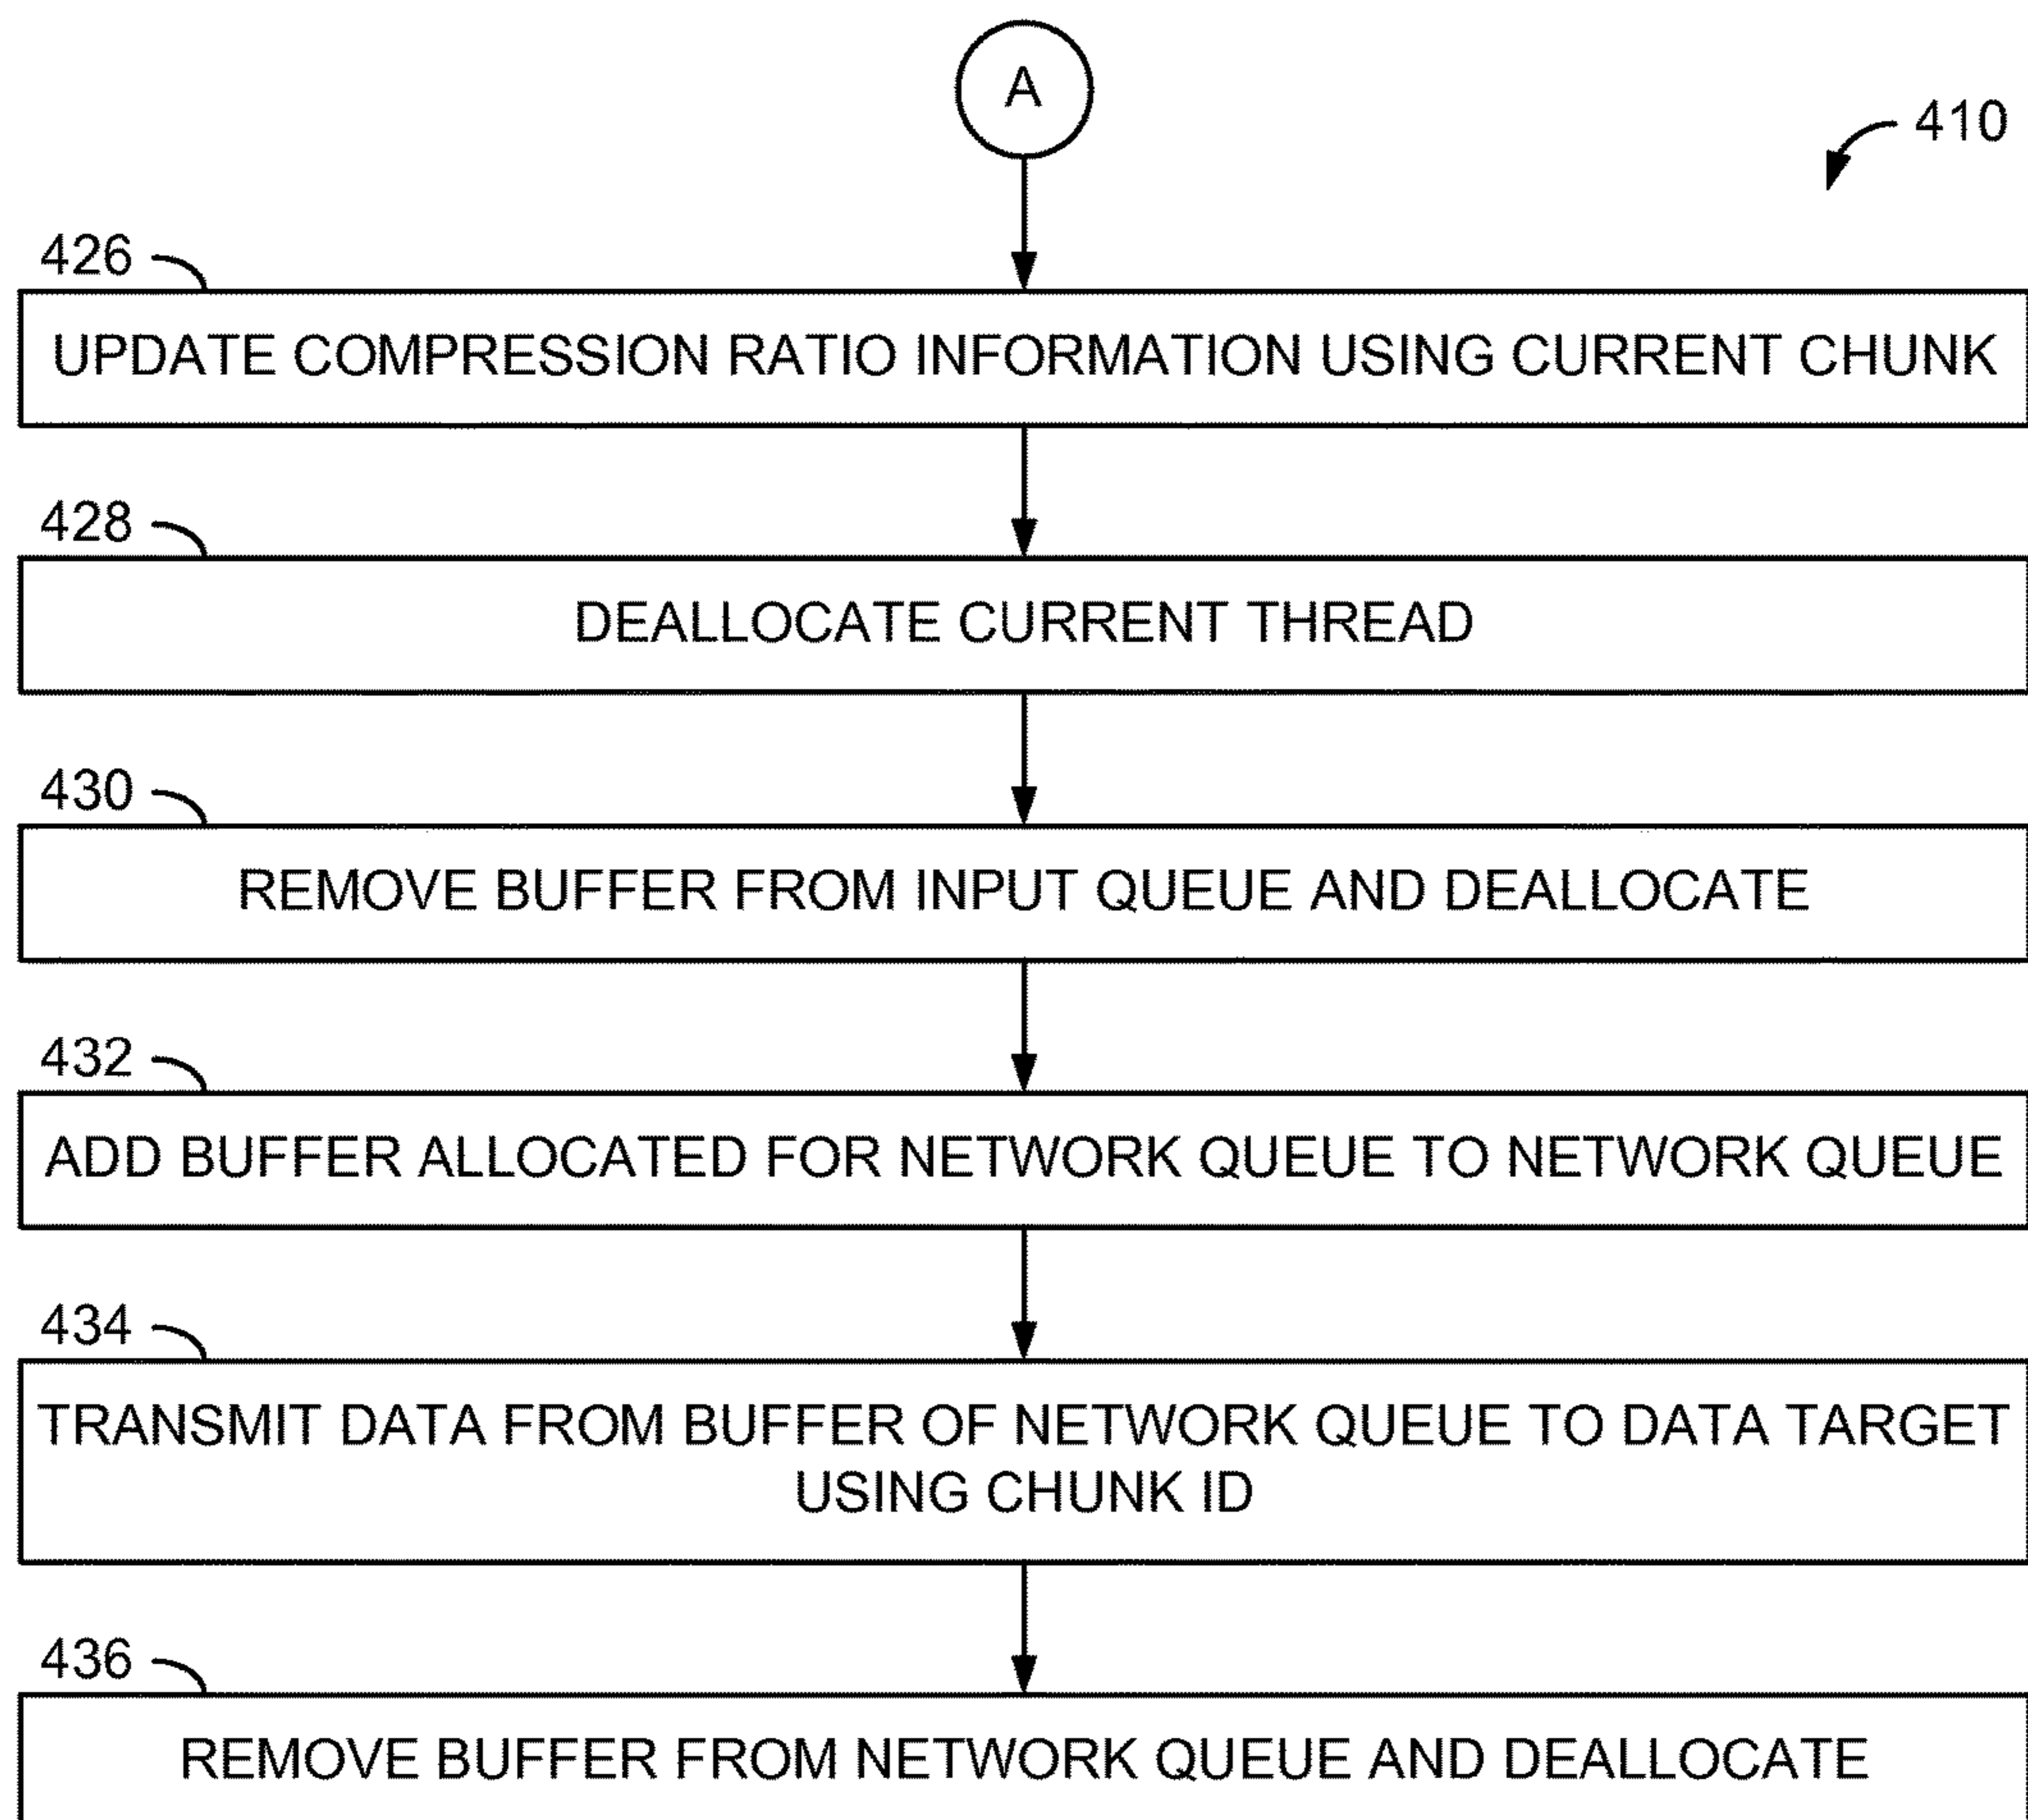 A
410
426
UPDATE COMPRESSION RATIO INFORMATION USING CURRENT CHUNK
428
DEALLOCATE CURRENT THREAD
430
REMOVE BUFFER FROM INPUT QUEUE AND DEALLOCATE
432
ADD BUFFER ALLOCATED FOR NETWORK QUEUE TO NETWORK QUEUE
434
TRANSMIT DATA FROM BUFFER OF NETWORK QUEUE TO DATA TARGET
USING CHUNK ID
436
REMOVE BUFFER FROM NETWORK QUEUE AND DEALLOCATE